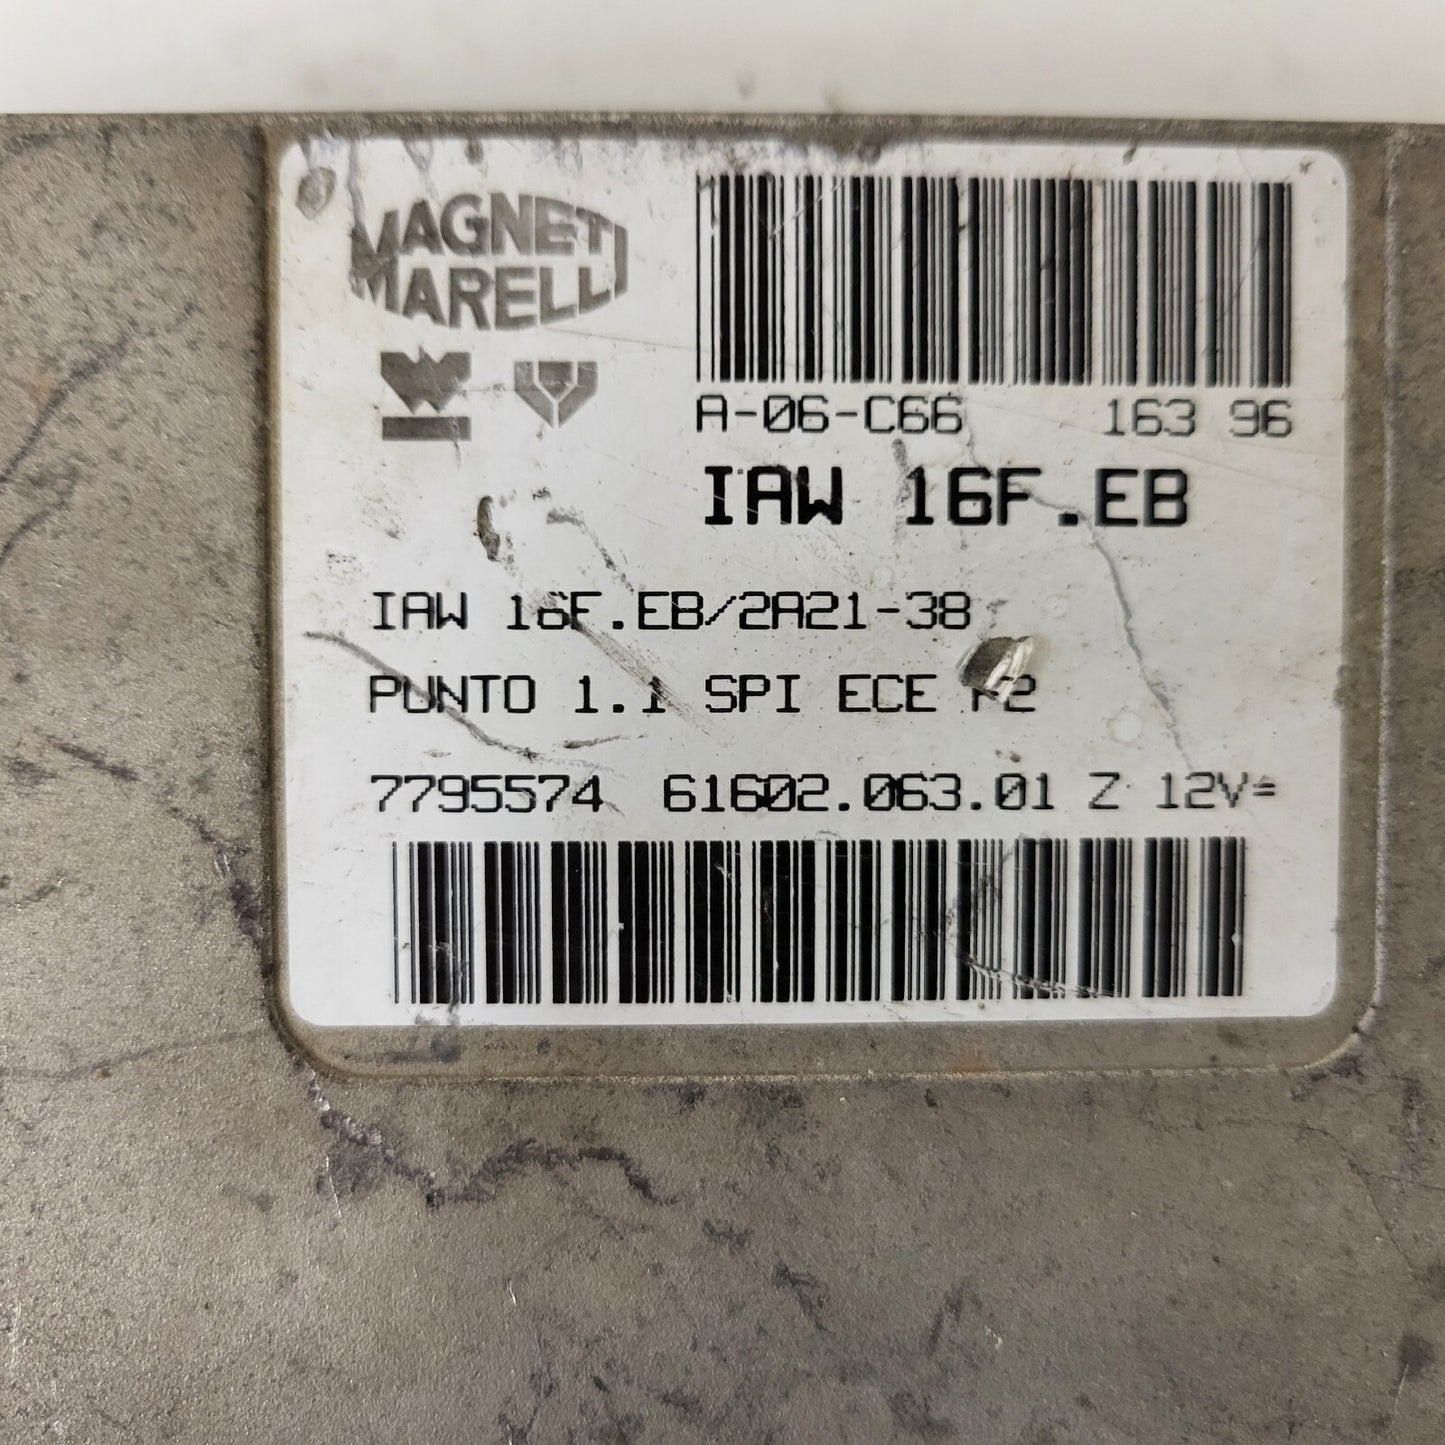 MAGNETI
MARELLI
A-06-C66 163 96
IAW 16F.EB
IAW 16F.EB/2A21-38
PUNTO 1.1 SPI ECE
7795574 61602.063.01 Z 12V=